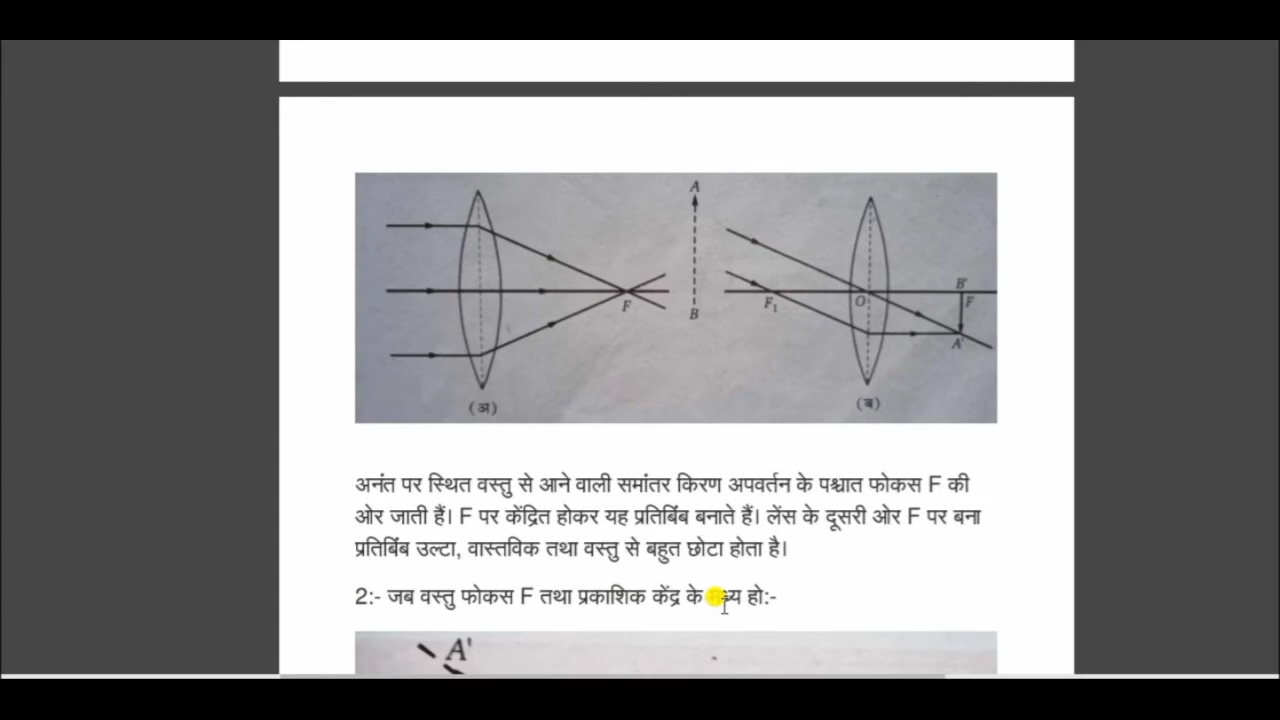 A
B
F
F₁
O
B'
F
A'
(अ)
(ब)
अनंत पर स्थित वस्तु से आने वाली समांतर किरण अपवर्तन के पश्चात फोकस F की
ओर जाती हैं। F पर केंद्रित होकर यह प्रतिबिंब बनाते हैं। लेंस के दूसरी ओर F पर बना
प्रतिबिंब उल्टा, वास्तविक तथा वस्तु से बहुत छोटा होता है।
2:- जब वस्तु फोकस F तथा प्रकाशिक केंद्र के मध्य हो:-
A'